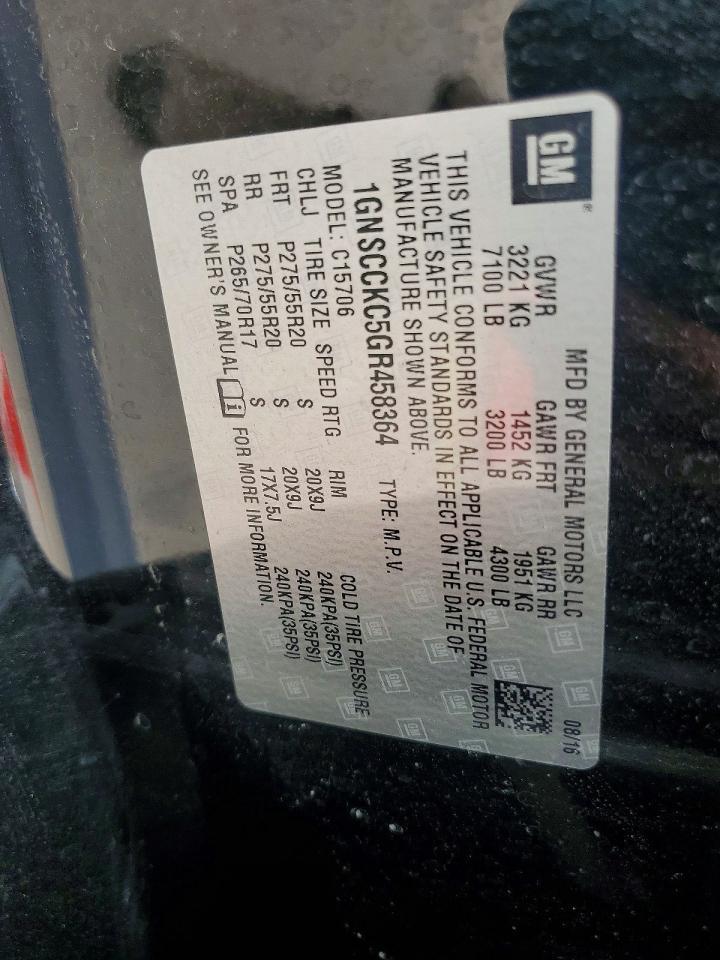 GM ®
MFD BY GENERAL MOTORS LLC 08/16
GVWR GAWR FRT GAWR RR
3221 KG 1452 KG 1951 KG
7100 LB 3200 LB 4300 LB
THIS VEHICLE CONFORMS TO ALL APPLICABLE U.S. FEDERAL MOTOR
VEHICLE SAFETY STANDARDS IN EFFECT ON THE DATE OF
MANUFACTURE SHOWN ABOVE.
1GNSCCKC5GR458364 TYPE: M.P.V.
MODEL: C15706
CHLJ TIRE SIZE SPEED RTG RIM COLD TIRE PRESSURE
FRT P275/55R20 S 20X9J 240KPA(35PSI)
RR P275/55R20 S 20X9J 240KPA(35PSI)
SPA P265/70R17 S 17X7.5J 240KPA(35PSI)
SEE OWNER'S MANUAL i FOR MORE INFORMATION.